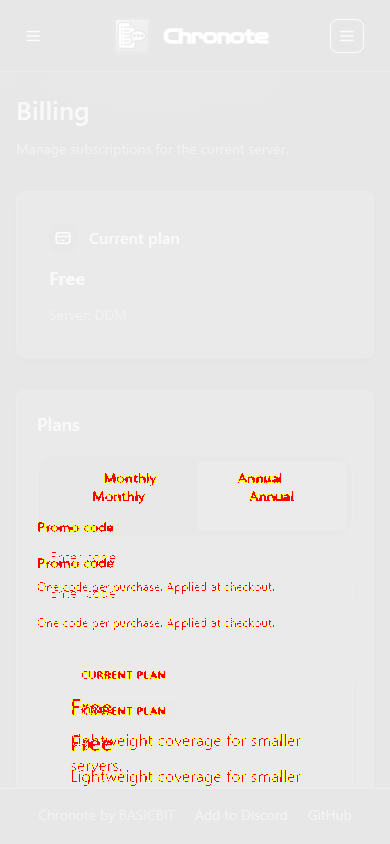 Chronote
Billing
Manage subscriptions for the current server.
Current plan
Free
Server: DDM
Plans
Monthly Annual
Monthly Annual
Promo code
Enter code
Promo code
One code per purchase. Applied at checkout.
Enter code
One code per purchase. Applied at checkout.
CURRENT PLAN
Free
CURRENT PLAN
Lightweight coverage for smaller
Free
servers.
Lightweight coverage for smaller
Chronote by BASICBIT Add to Discord GitHub